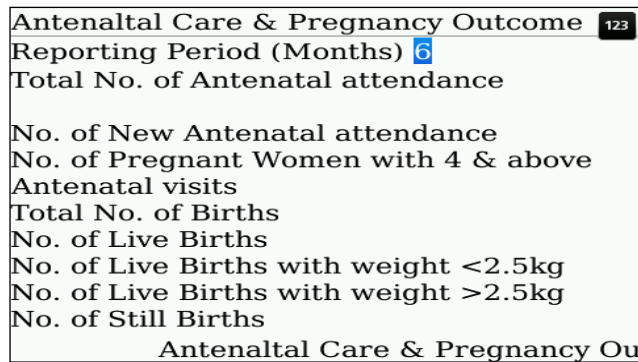 Antenaltal Care & Pregnancy Outcome 123
Reporting Period (Months) 6
Total No. of Antenatal attendance
No. of New Antenatal attendance
No. of Pregnant Women with 4 & above
Antenatal visits
Total No. of Births
No. of Live Births
No. of Live Births with weight <2.5kg
No. of Live Births with weight >2.5kg
No. of Still Births
Antenaltal Care & Pregnancy Ou